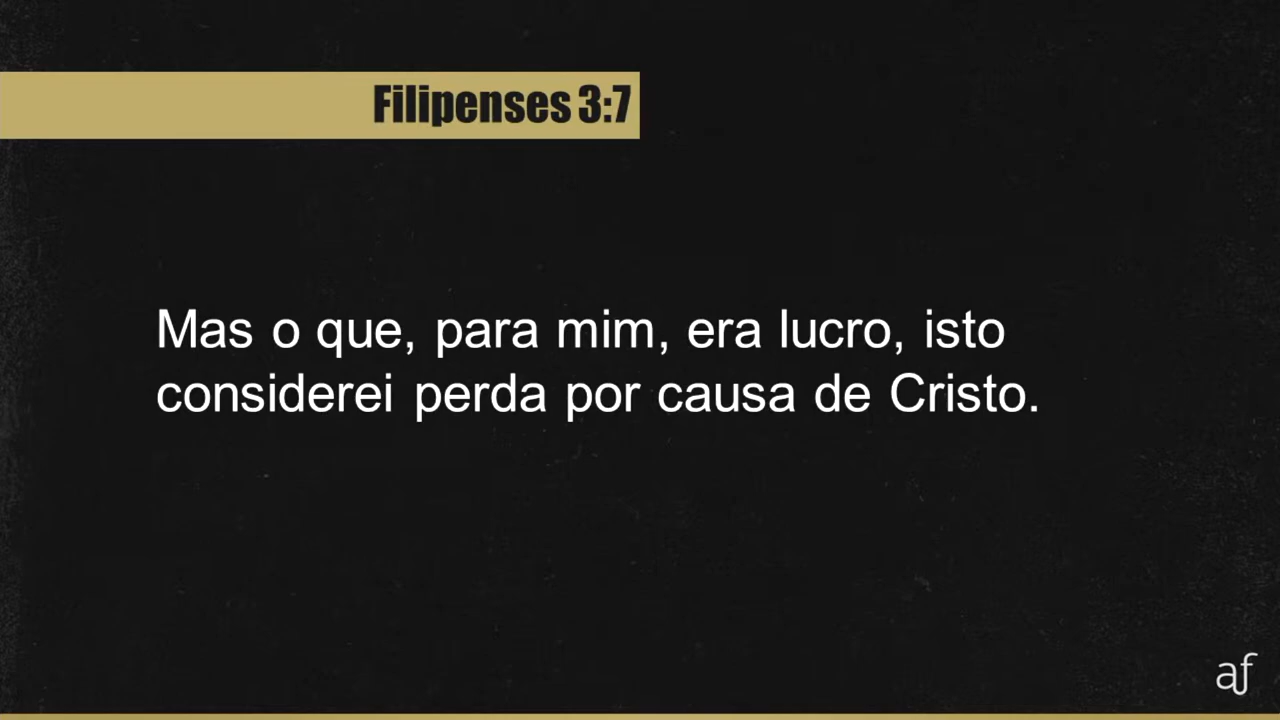 Filipenses 3:7
Mas o que, para mim, era lucro, isto
considerei perda por causa de Cristo.
af